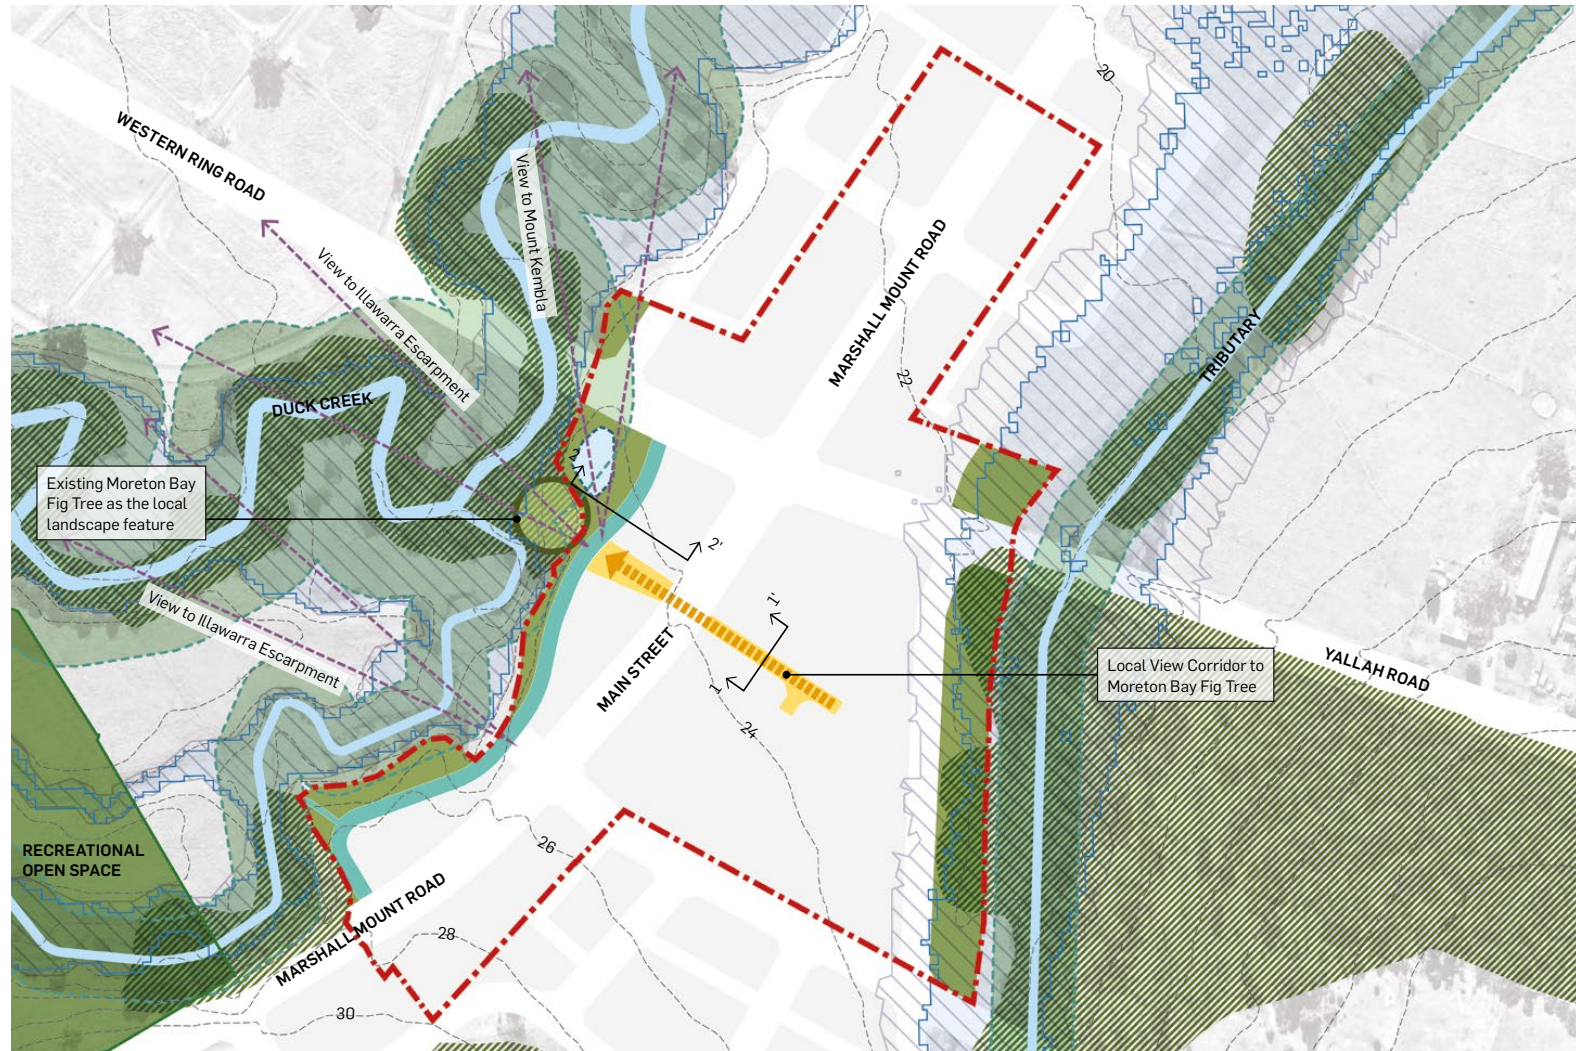 20
WESTERN RING ROAD
View to Mount Kembla
View to Illawarra Escarpment
MARSHALL MOUNT ROAD
TRIBUTARY
22
DUCK CREEK
Existing Moreton Bay
Fig Tree as the local
landscape feature
2
2'
View to Illawarra Escarpment
1'
1
MAIN STREET
Local View Corridor to
Moreton Bay Fig Tree
YALLAH ROAD
24
26
RECREATIONAL
OPEN SPACE
MARSHALL MOUNT ROAD
28
30